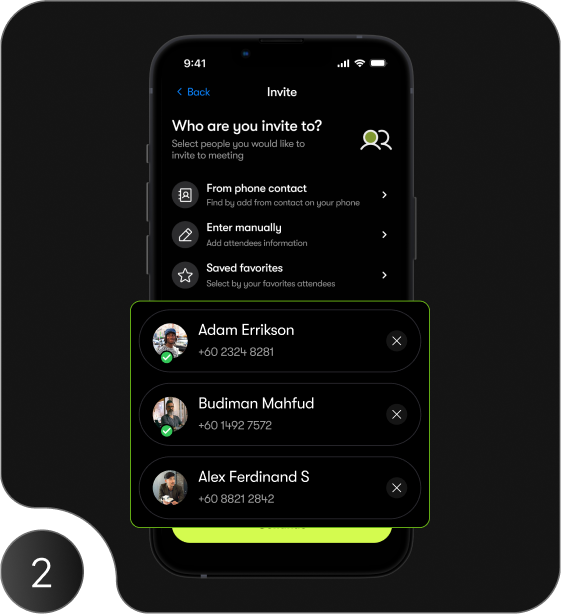 9:41
Back
Invite
Who are you invite to?
Select people you would like to
invite to meeting
From phone contact
Find by add from contact on your phone
Enter manually
Add attendees information
Saved favorites
Select by your favorites attendees
Adam Errikson
+60 2324 8281
Budiman Mahfud
+60 1492 7572
Alex Ferdinand S
+60 8821 2842
2